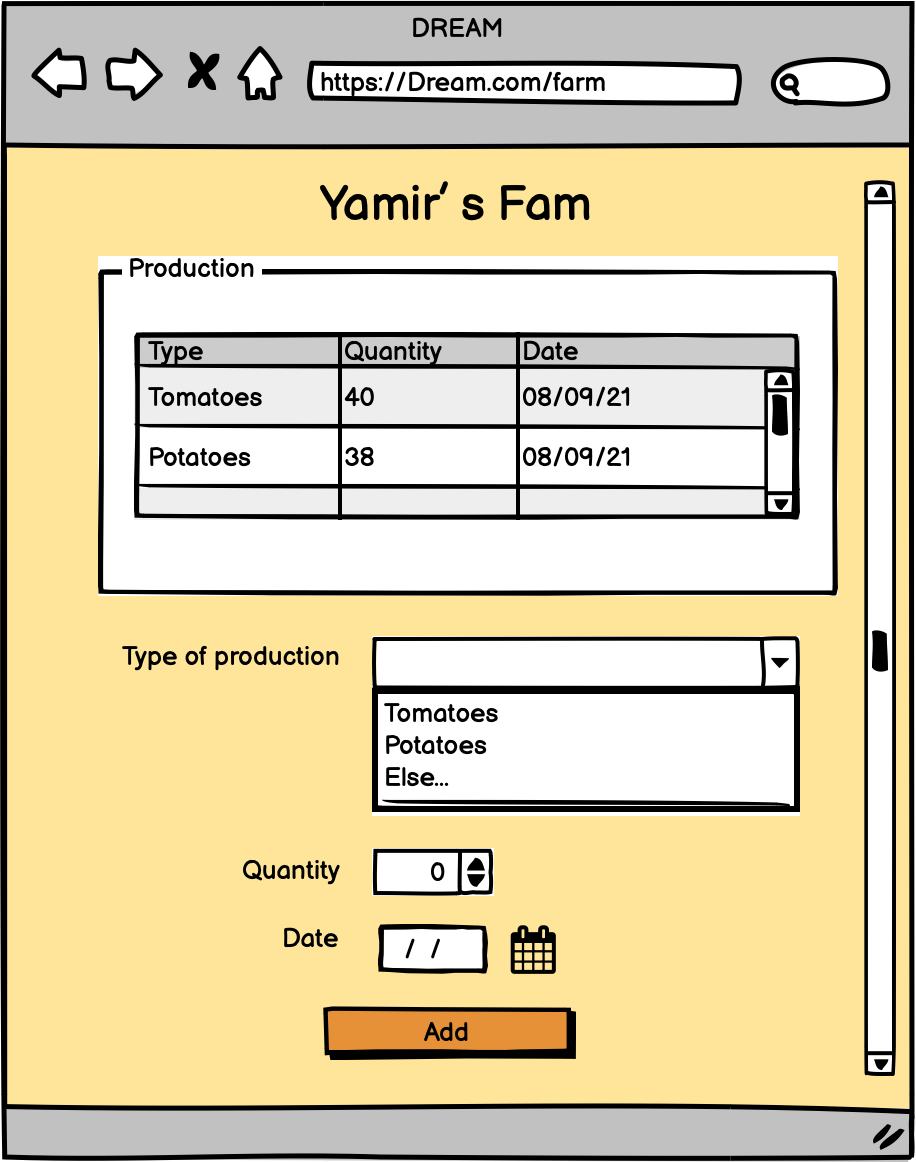 DREAM
https://Dream.com/farm
Yamir' s Fam
Production
Type Quantity Date
Tomatoes 40 08/09/21
Potatoes 38 08/09/21
Type of production
Tomatoes
Potatoes
Else...
Quantity 0
Date / /
Add